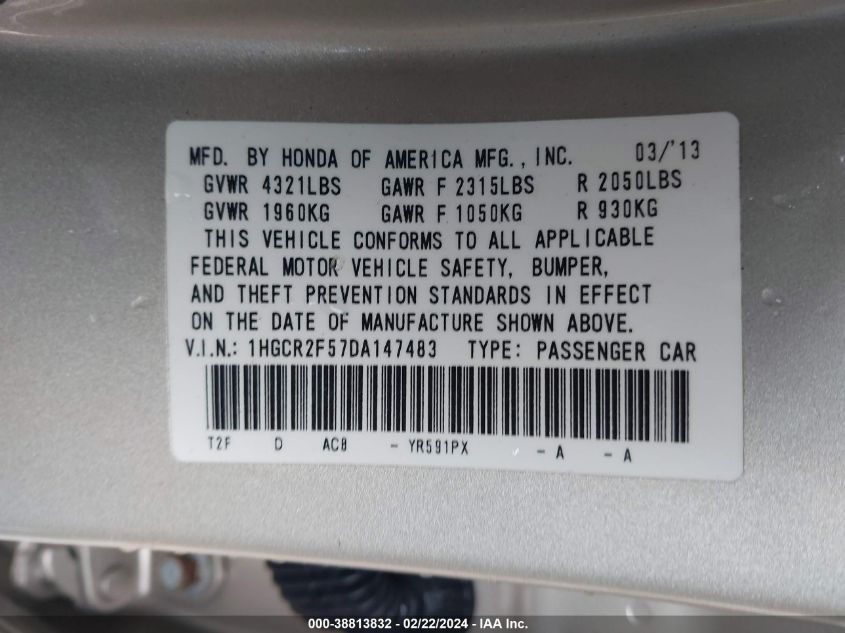 MFD. BY HONDA OF AMERICA MFG., INC. 03/'13
GVWR 4321LBS GAWR F 2315LBS R 2050LBS
GVWR 1960KG GAWR F 1050KG R 930KG
THIS VEHICLE CONFORMS TO ALL APPLICABLE
FEDERAL MOTOR VEHICLE SAFETY, BUMPER,
AND THEFT PREVENTION STANDARDS IN EFFECT
ON THE DATE OF MANUFACTURE SHOWN ABOVE.
V.I.N.: 1HGCR2F57DA147483 TYPE: PASSENGER CAR
T2F D AC8 - YR591PX - A - A
000-38813832 - 02/22/2024 - IAA Inc.